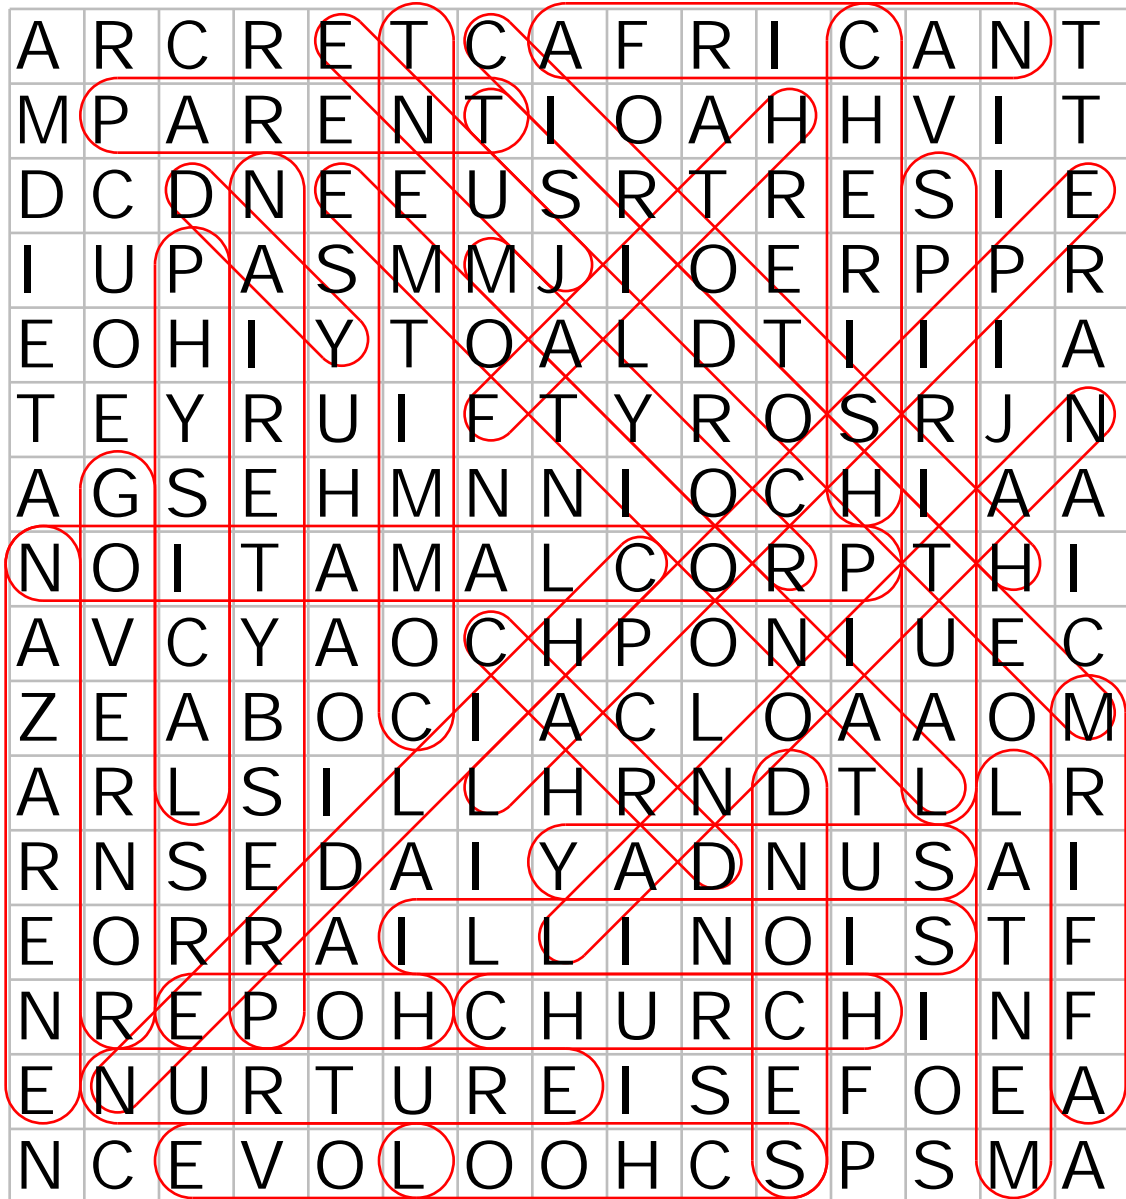 A R C R E T C A F R I C A N T
M P A R E N T I O A H H V I T
D C D N E E U S R T R E S I E
I U P A S M M J I O E R P P R
E O H I Y T O A L D T I I I A
T E Y R U I F T Y R O S R J N
A G S E H M N N I O C H I A A
N O I T A M A L C O R P T H I
A V C Y A O C H P O N I U E C
Z E A B O C I A C L O A A O M
A R L S I L L H R N D T L L R
R N S E D A I Y A D N U S A I
E O R R A I L L I N O I S T F
N R E P O H C H U R C H I N F
E N U R T U R E I S E F O E A
N C E V O L O O H C S P S M A